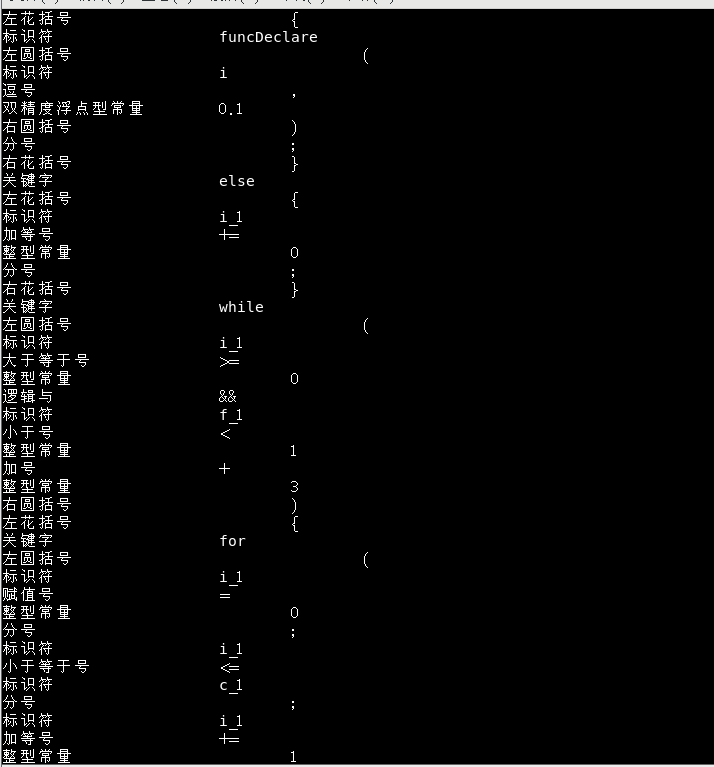 左花括号 {
标识符 funcDeclare
左圆括号 (
标识符 i
逗号 ,
双精度浮点型常量 0.1
右圆括号 )
分号 ;
右花括号 }
关键字 else
左花括号 {
标识符 i_1
加等号 +=
整型常量 0
分号 ;
右花括号 }
关键字 while
左圆括号 (
标识符 i_1
大于等于号 >=
整型常量 0
逻辑与 &&
标识符 f_1
小于号 <
整型常量 1
加号 +
整型常量 3
右圆括号 )
左花括号 {
关键字 for
左圆括号 (
标识符 i_1
赋值号 =
整型常量 0
分号 ;
标识符 i_1
小于等于号 <=
标识符 c_1
分号 ;
标识符 i_1
加等号 +=
整型常量 1